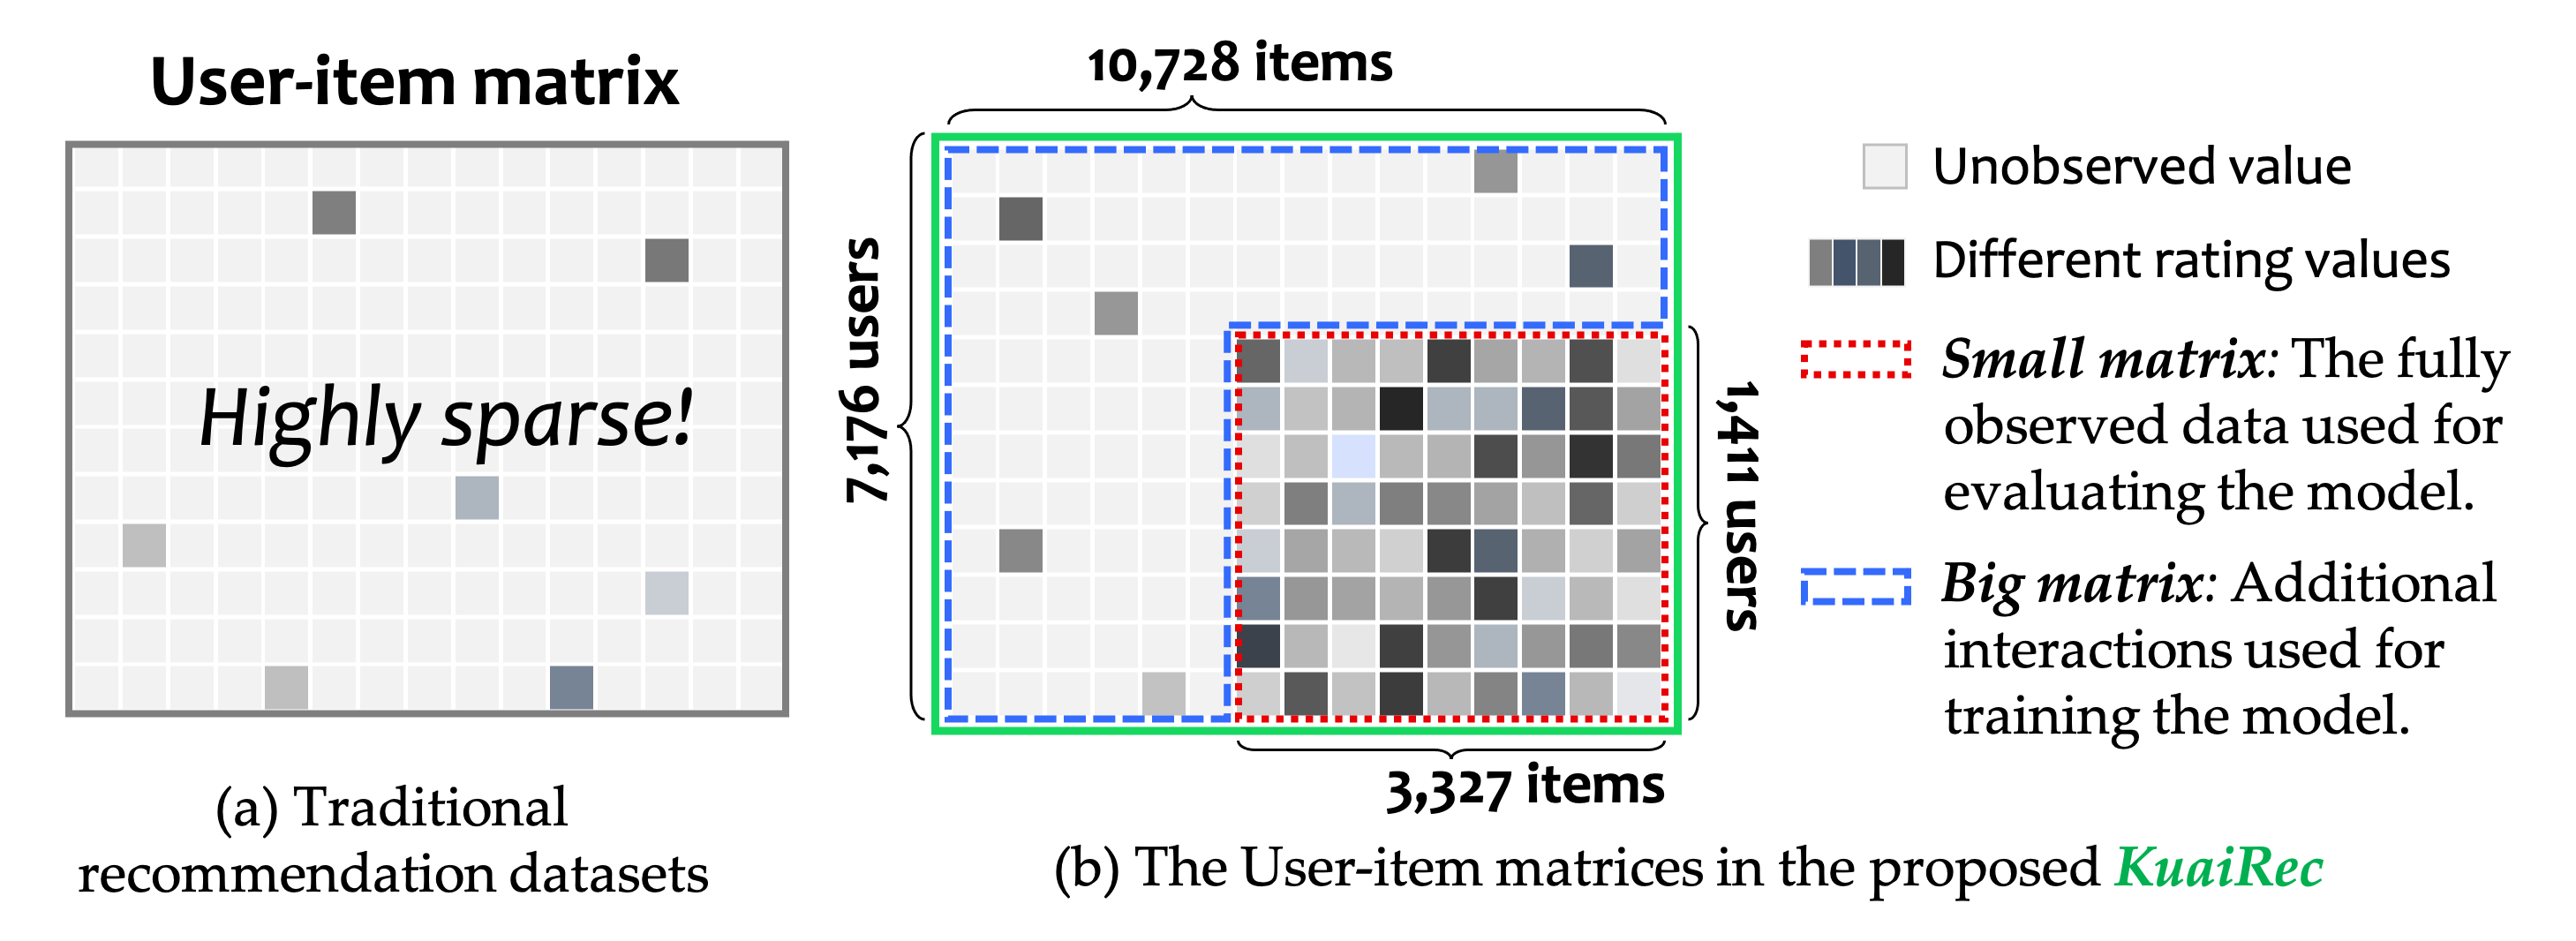 User-item matrix
Highly sparse!
(a) Traditional
recommendation datasets
10,728 items
7,176 users
1,411 users
3,327 items
(b) The User-item matrices in the proposed KuaiRec
Unobserved value
Different rating values
Small matrix: The fully
observed data used for
evaluating the model.
Big matrix: Additional
interactions used for
training the model.